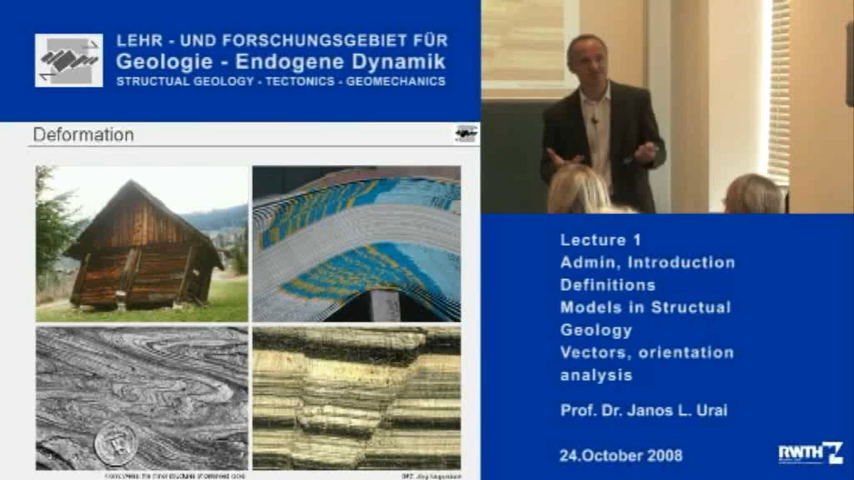 LEHR - UND FORSCHUNGSGEBIET FÜR
Geologie - Endogene Dynamik
STRUCTURAL GEOLOGY - TECTONICS - GEOMECHANICS
Deformation
Lecture 1
Admin, Introduction
Definitions
Models in Structual
Geology
Vectors, orientation
analysis
Prof. Dr. Janos L. Urai
24.October 2008
RWTH